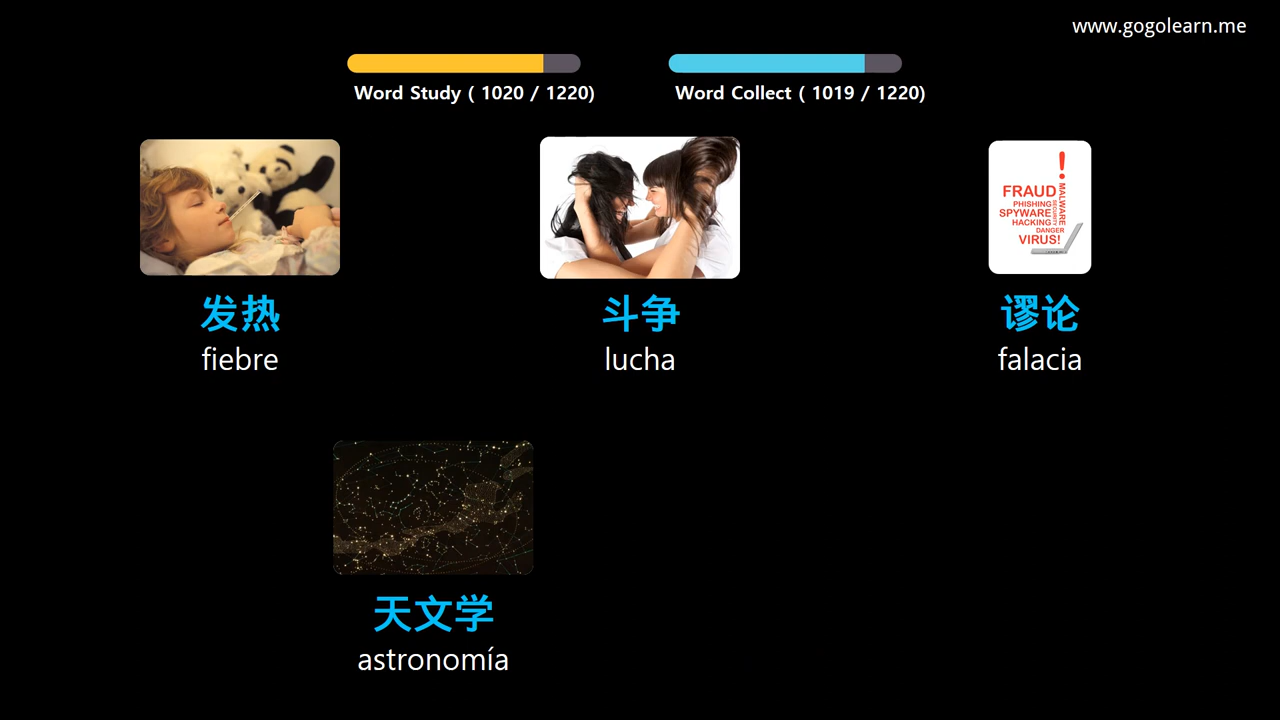 www.gogolearn.me
Word Study ( 1020 / 1220)
Word Collect ( 1019 / 1220)
FRAUD
PHISHING
SPYWARE
HACKING
DANGER
VIRUS!
MALWARE
SECURITY
!
发热
fiebre
斗争
lucha
谬论
falacia
天文学
astronomía